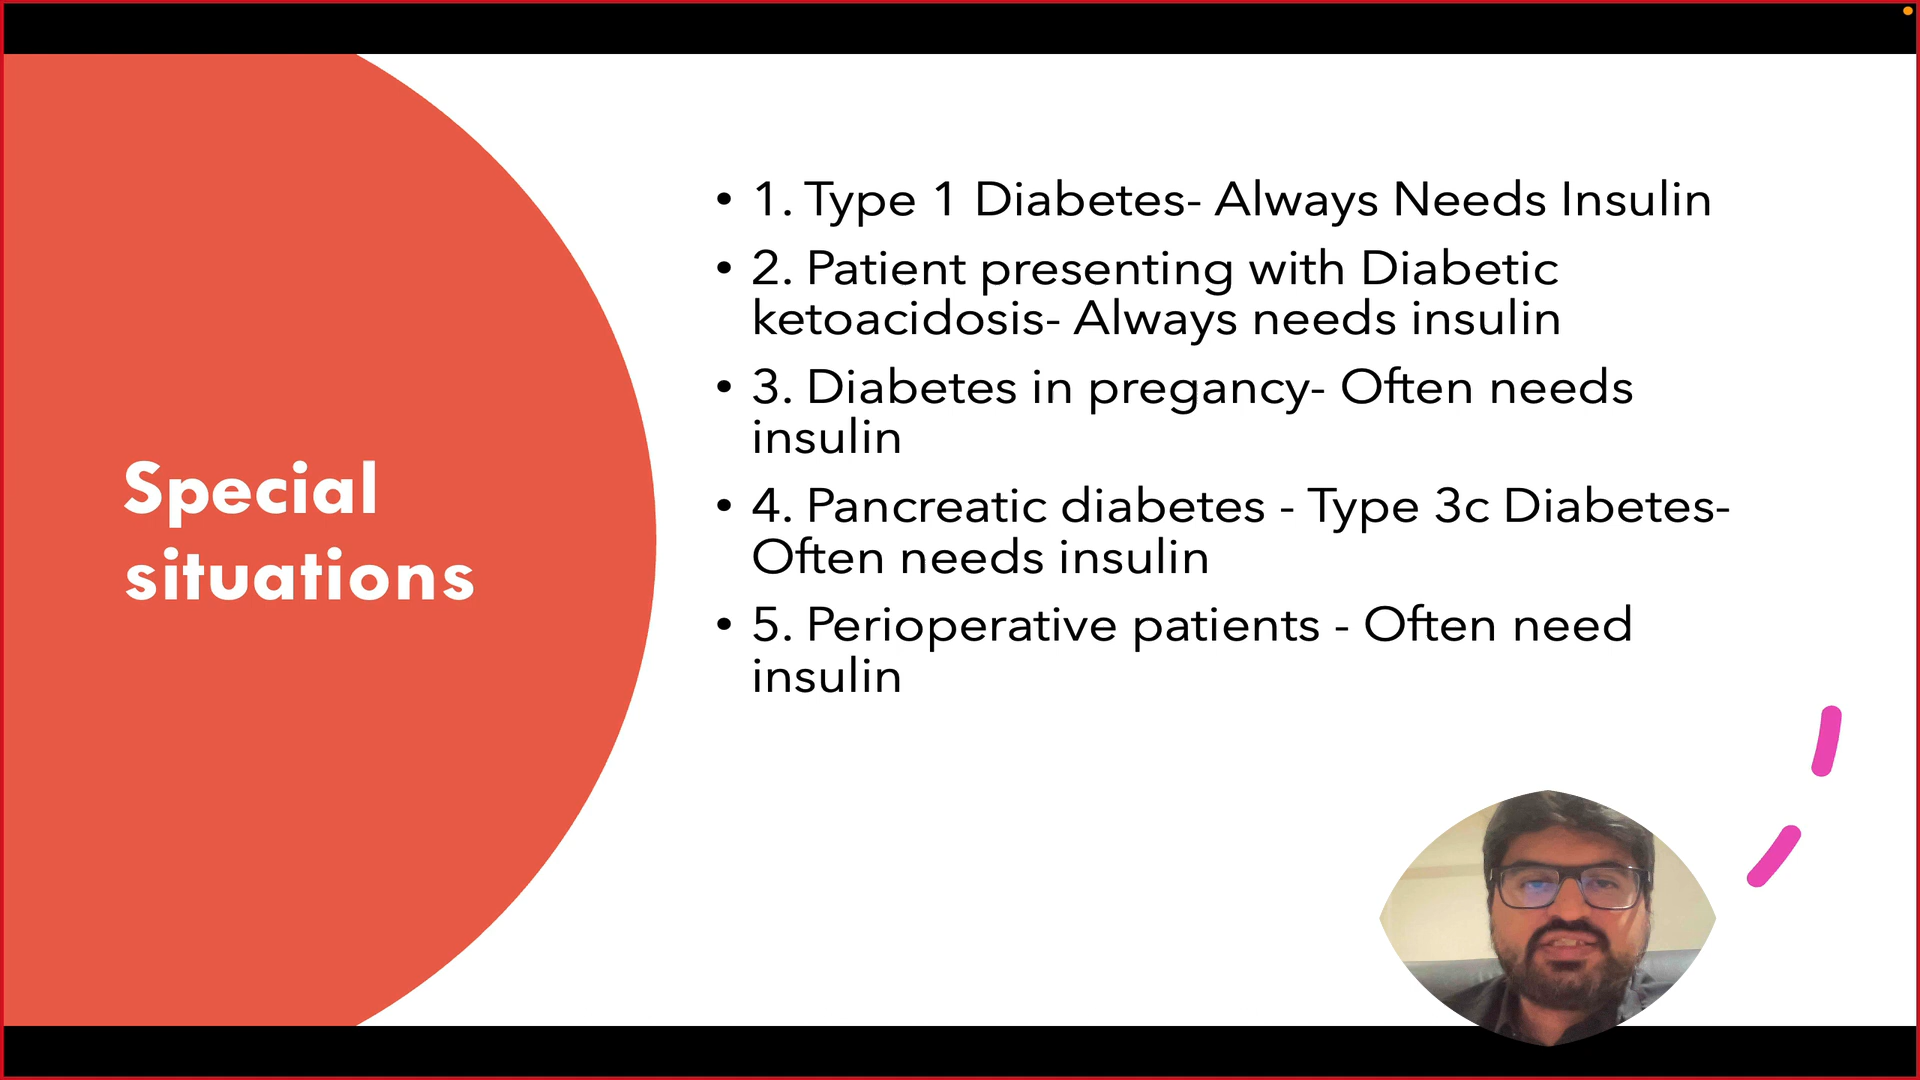 Special
situations
• 1. Type 1 Diabetes- Always Needs Insulin
• 2. Patient presenting with Diabetic
ketoacidosis- Always needs insulin
• 3. Diabetes in pregancy- Often needs
insulin
• 4. Pancreatic diabetes - Type 3c Diabetes-
Often needs insulin
• 5. Perioperative patients - Often need
insulin